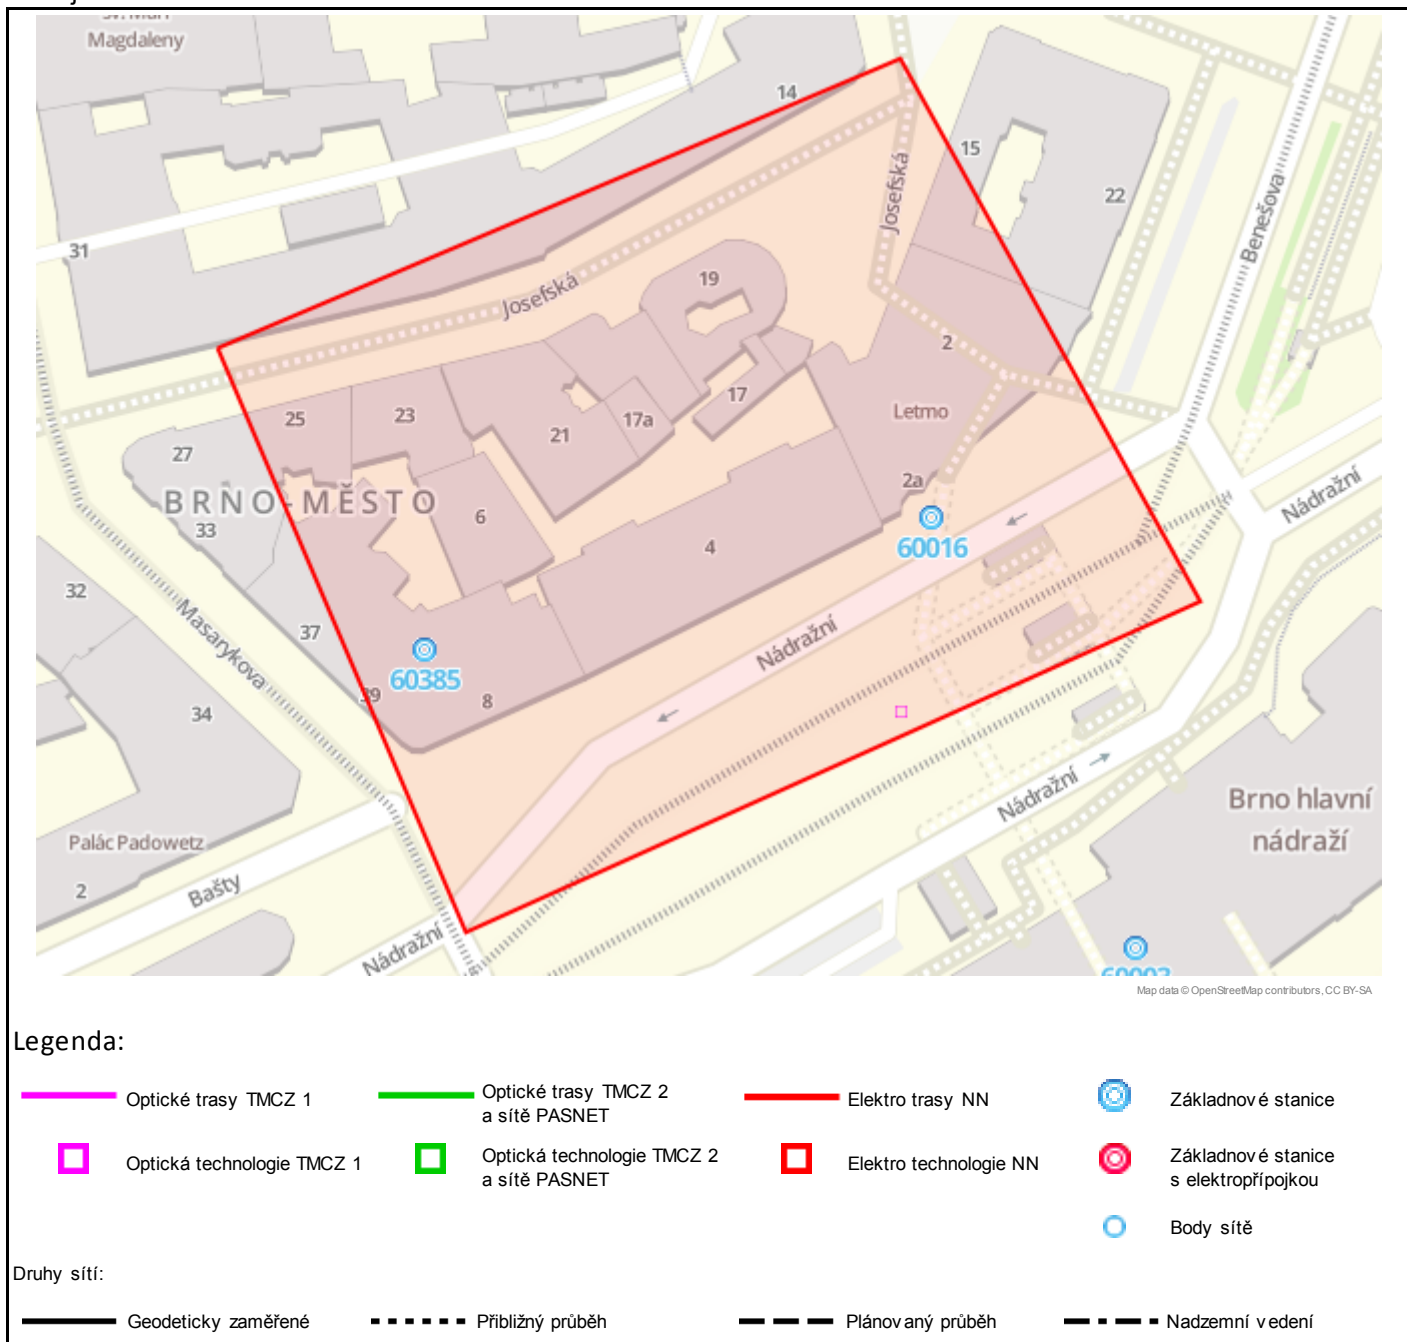 Magdaleny
14
15
22
31
Josefská
Benešova
19
Josefská
2
17
Letmo
25
23
17a
21
27
BRNO-MĚSTO
33
6
2a
4
60016
Nádražní
32
Masarykova
37
Nádražní
60385
39
8
34
Nádražní
Brno hlavní
nádraží
Palác Padowetz
2
Bašty
Nádražní
Map data © OpenStreetMap contributors, CC BY-SA
Legenda:
Optické trasy TMCZ 1
Optické trasy TMCZ 2
a sítě PASNET
Elektro trasy NN
Základnové stanice
Optická technologie TMCZ 1
Optická technologie TMCZ 2
a sítě PASNET
Elektro technologie NN
Základnové stanice
s elektropřípojkou
Body sítě
Druhy sítí:
Geodeticky zaměřené
Přibližný průběh
Plánovaný průběh
Nadzemní vedení